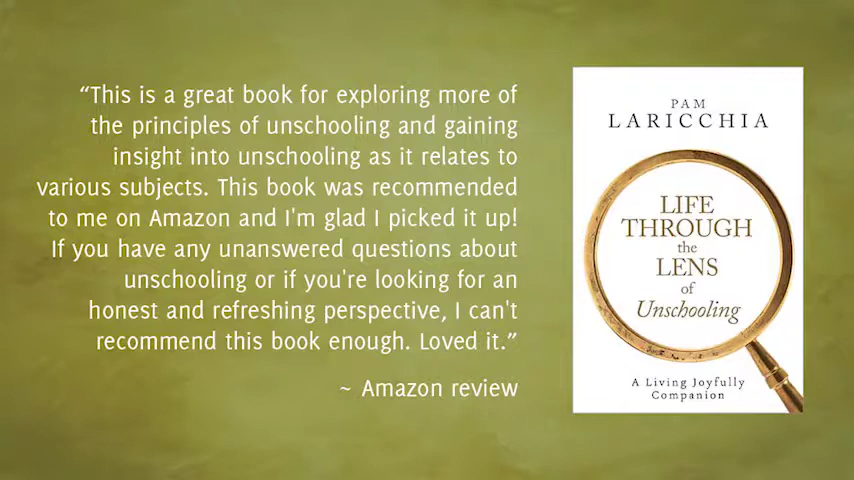 “This is a great book for exploring more of
the principles of unschooling and gaining
insight into unschooling as it relates to
various subjects. This book was recommended
to me on Amazon and I'm glad I picked it up!
If you have any unanswered questions about
unschooling or if you're looking for an
honest and refreshing perspective, I can't
recommend this book enough. Loved it.”
~ Amazon review
PAM
LARICCHIA
LIFE
THROUGH
the
LENS
of
Unschooling
A Living Joyfully
Companion